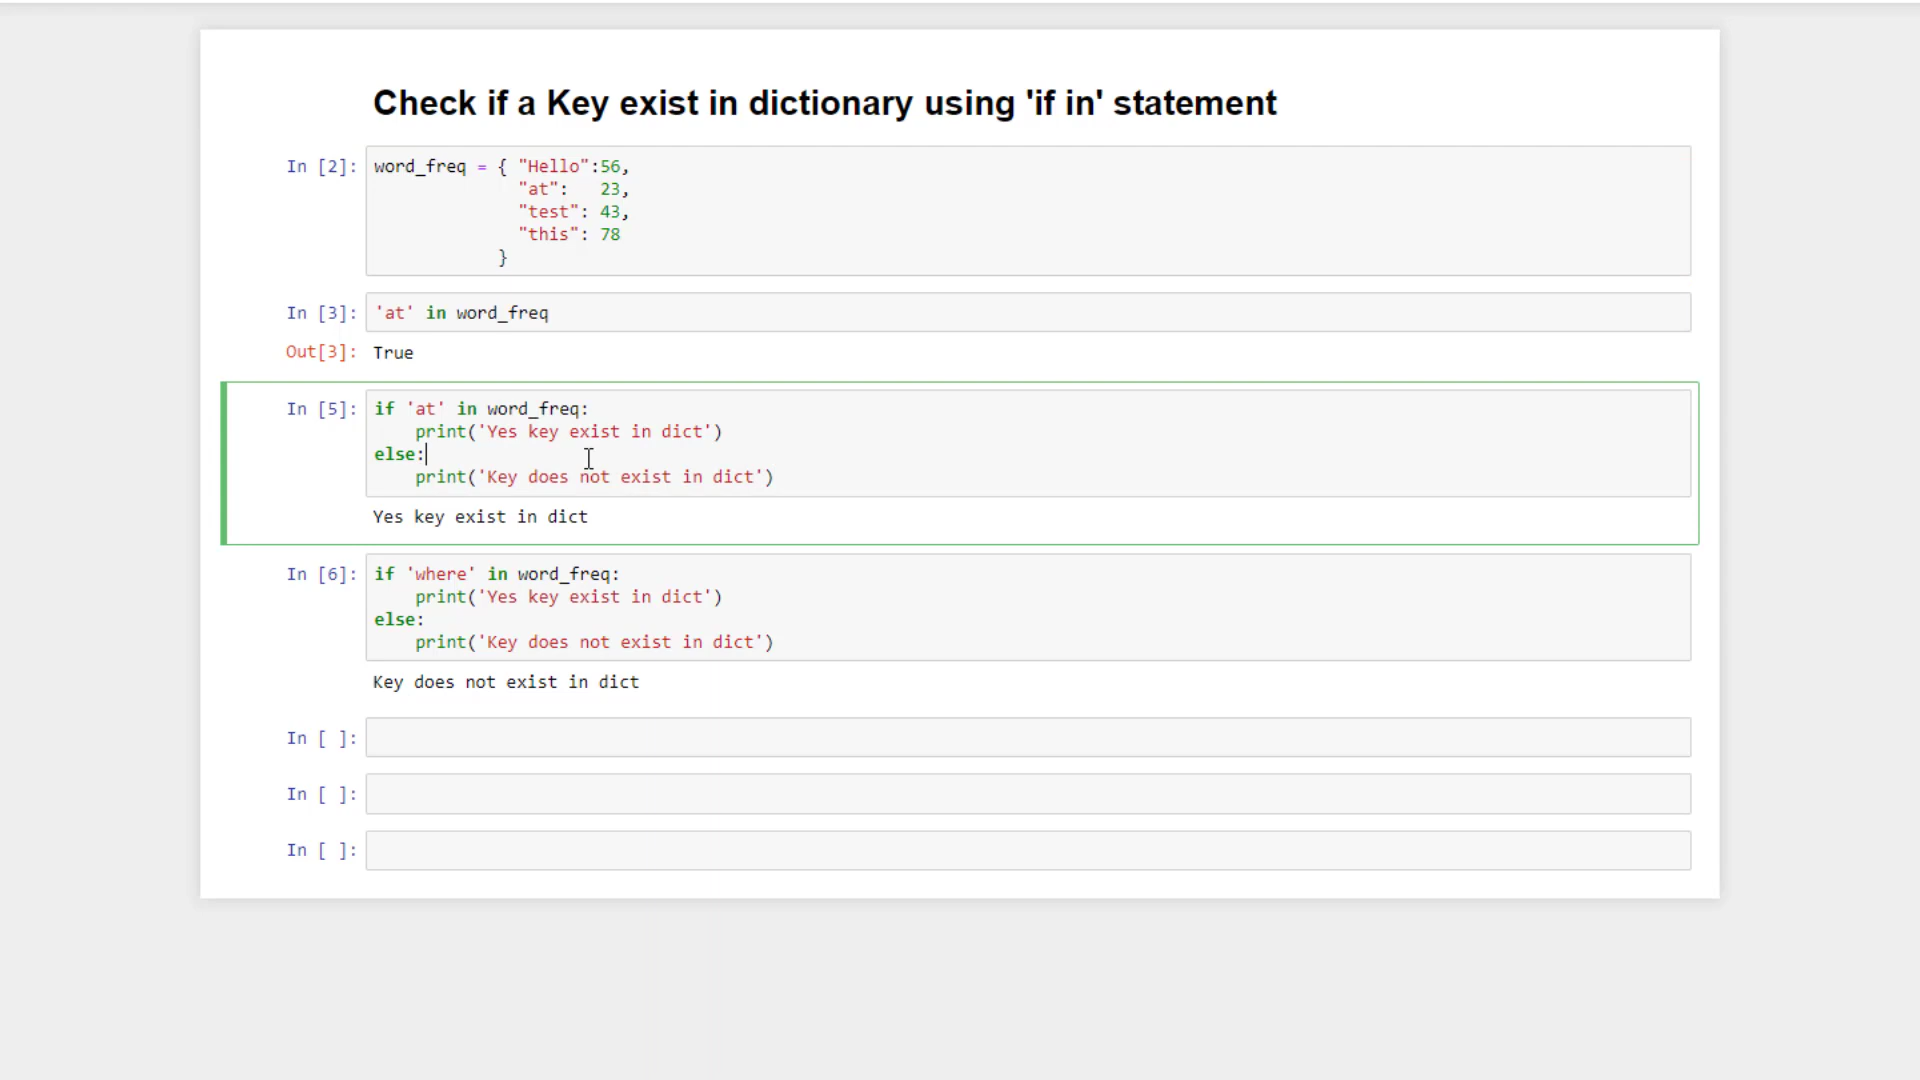 Check if a Key exist in dictionary using 'if in' statement
In [2]: word_freq = { "Hello":56,
"at":   23,
"test": 43,
"this": 78
}
In [3]: 'at' in word_freq
Out[3]: True
In [5]: if 'at' in word_freq:
    print('Yes key exist in dict')
else:
    print('Key does not exist in dict')
Yes key exist in dict
In [6]: if 'where' in word_freq:
    print('Yes key exist in dict')
else:
    print('Key does not exist in dict')
Key does not exist in dict
In [ ]:
In [ ]:
In [ ]: